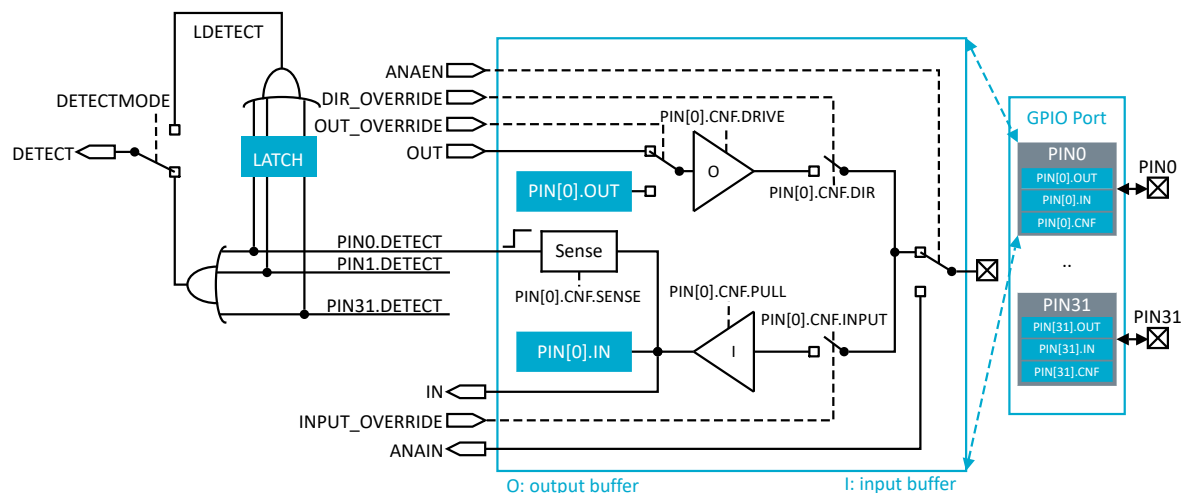 LDETECT
ANAEN
DETECTMODE
DIR_OVERRIDE
OUT_OVERRIDE
DETECT
LATCH
OUT
PIN[0].CNF.DRIVE
O
PIN[0].OUT
PIN[0].CNF.DIR
PIN0.DETECT
PIN1.DETECT
PIN31.DETECT
Sense
PIN[0].CNF.SENSE
PIN[0].CNF.PULL
PIN[0].CNF.INPUT
PIN[0].IN
I
IN
INPUT_OVERRIDE
ANAIN
O: output buffer
I: input buffer
GPIO Port
PIN0
PIN[0].OUT
PIN[0].IN
PIN[0].CNF
PIN0
..
PIN31
PIN[31].OUT
PIN[31].IN
PIN[31].CNF
PIN31